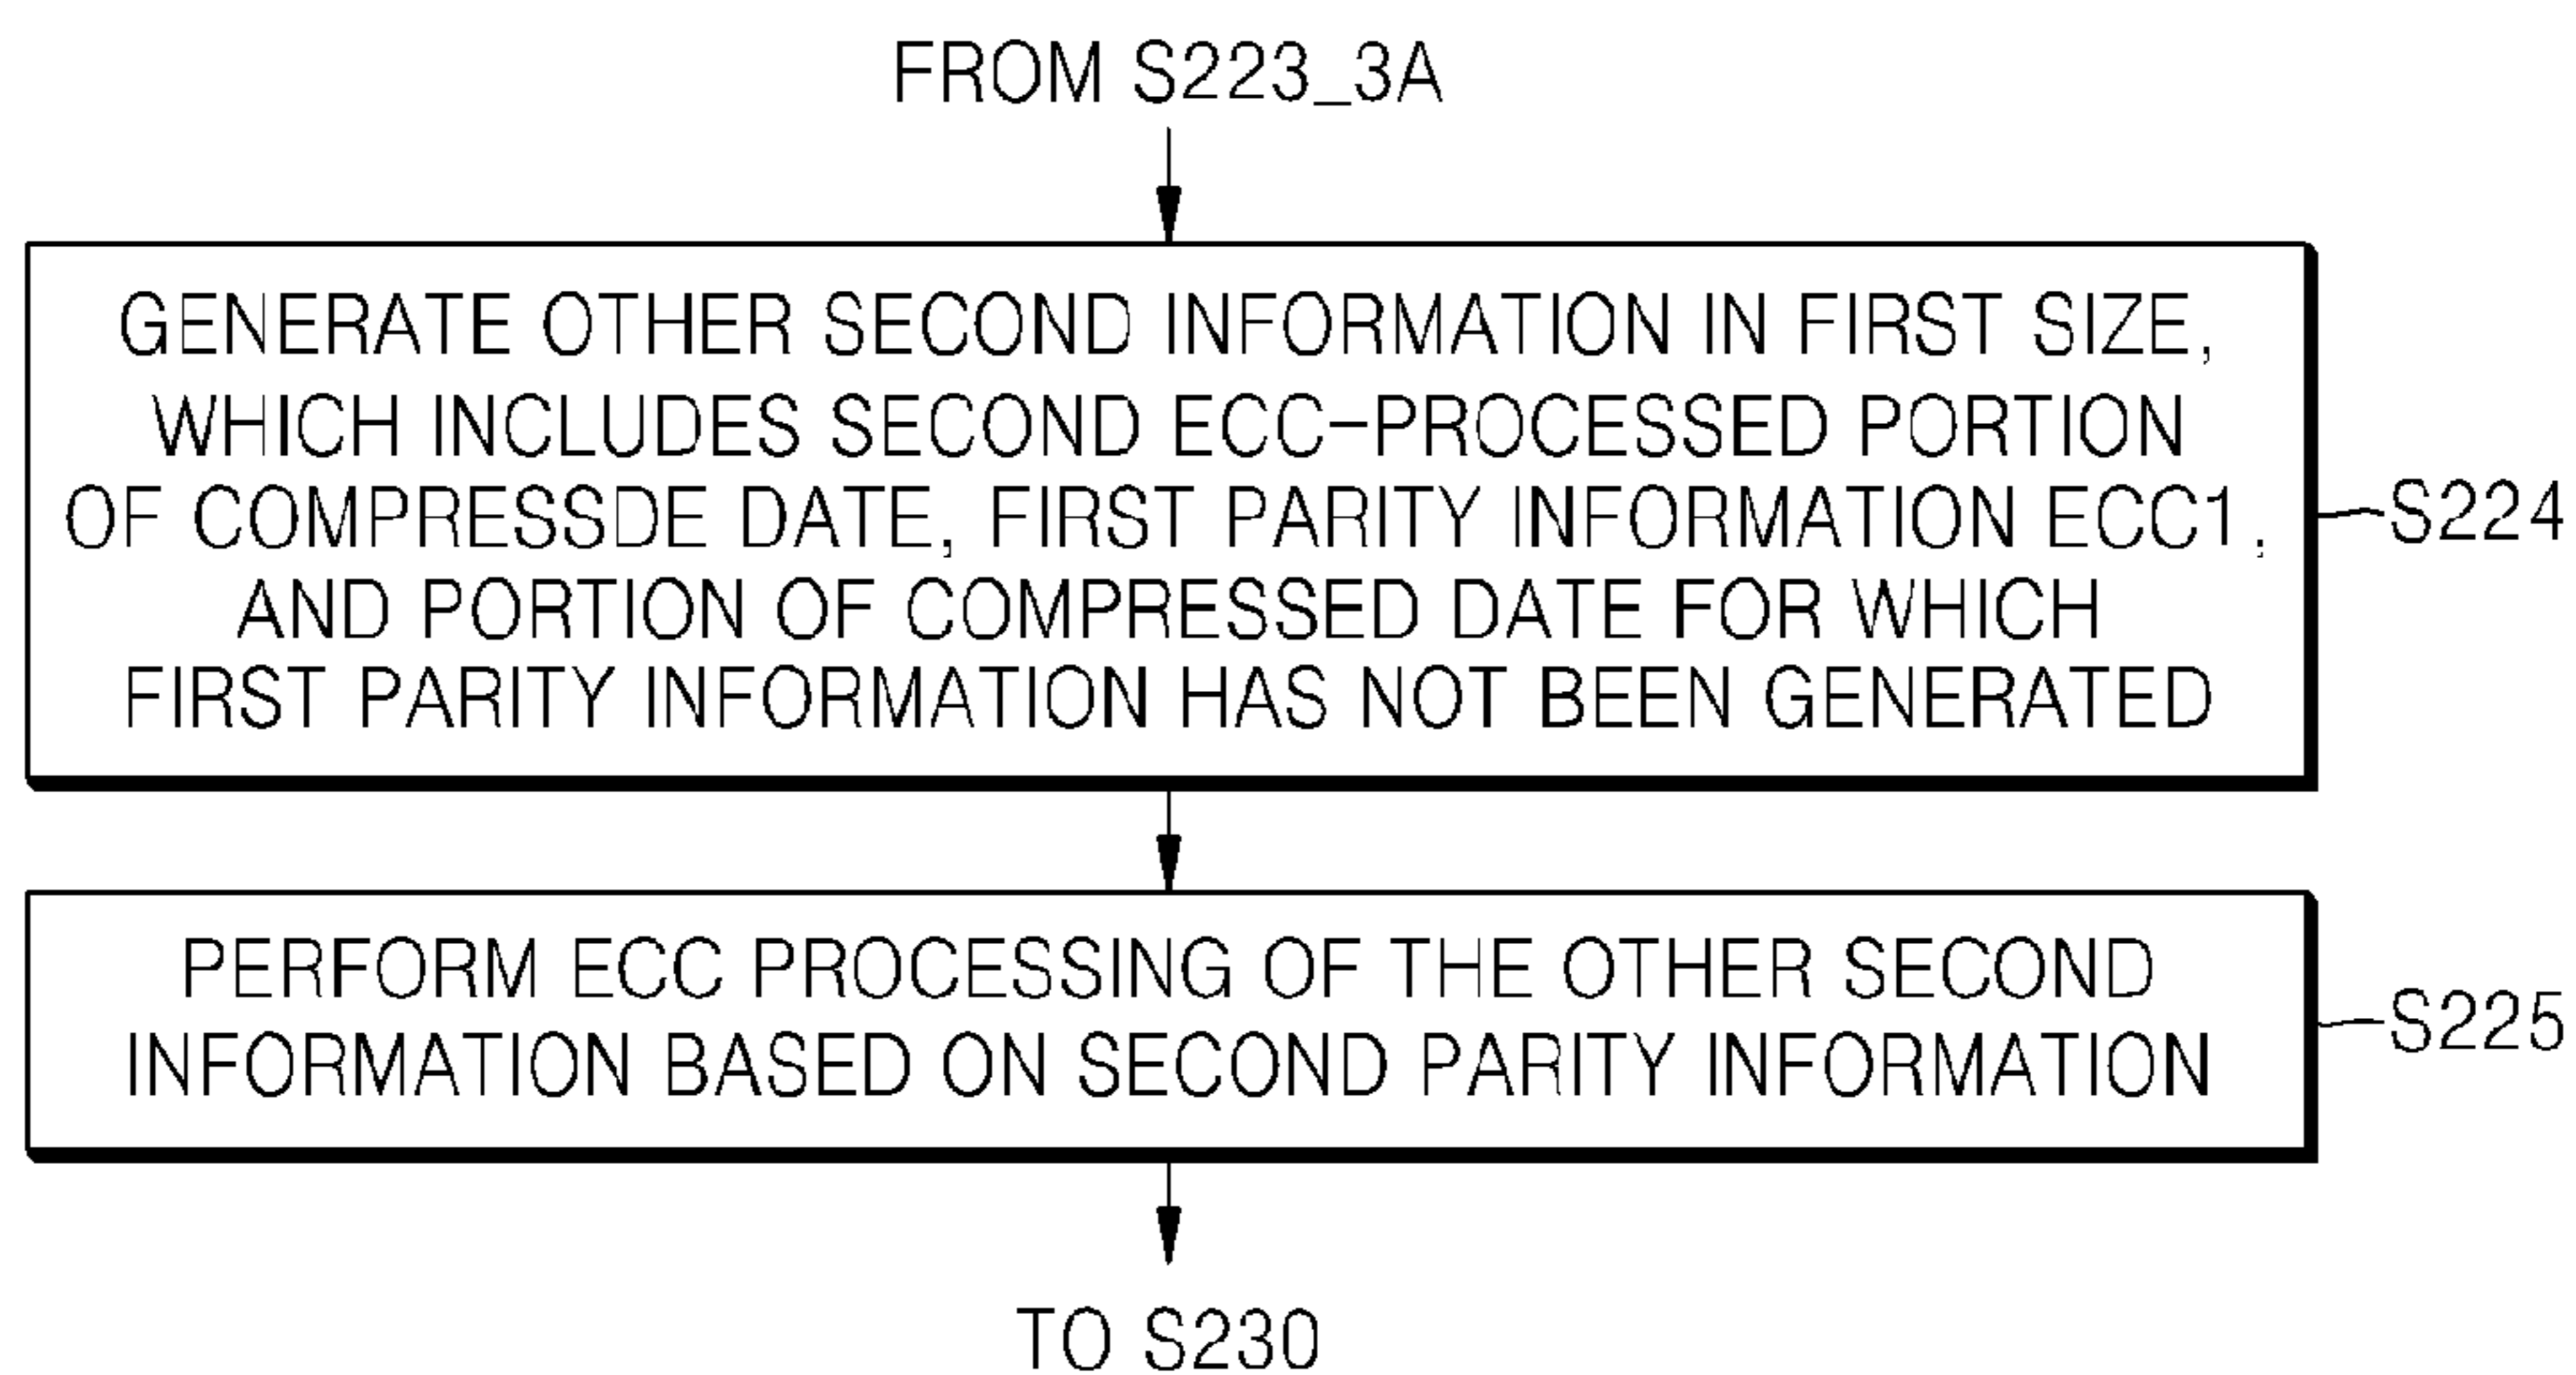 FROM S223_3A
GENERATE OTHER SECOND INFORMATION IN FIRST SIZE,
WHICH INCLUDES SECOND ECC-PROCESSED PORTION
OF COMPRESSDE DATE, FIRST PARITY INFORMATION ECC1,
AND PORTION OF COMPRESSED DATE FOR WHICH
FIRST PARITY INFORMATION HAS NOT BEEN GENERATED
S224
PERFORM ECC PROCESSING OF THE OTHER SECOND
INFORMATION BASED ON SECOND PARITY INFORMATION
S225
TO S230